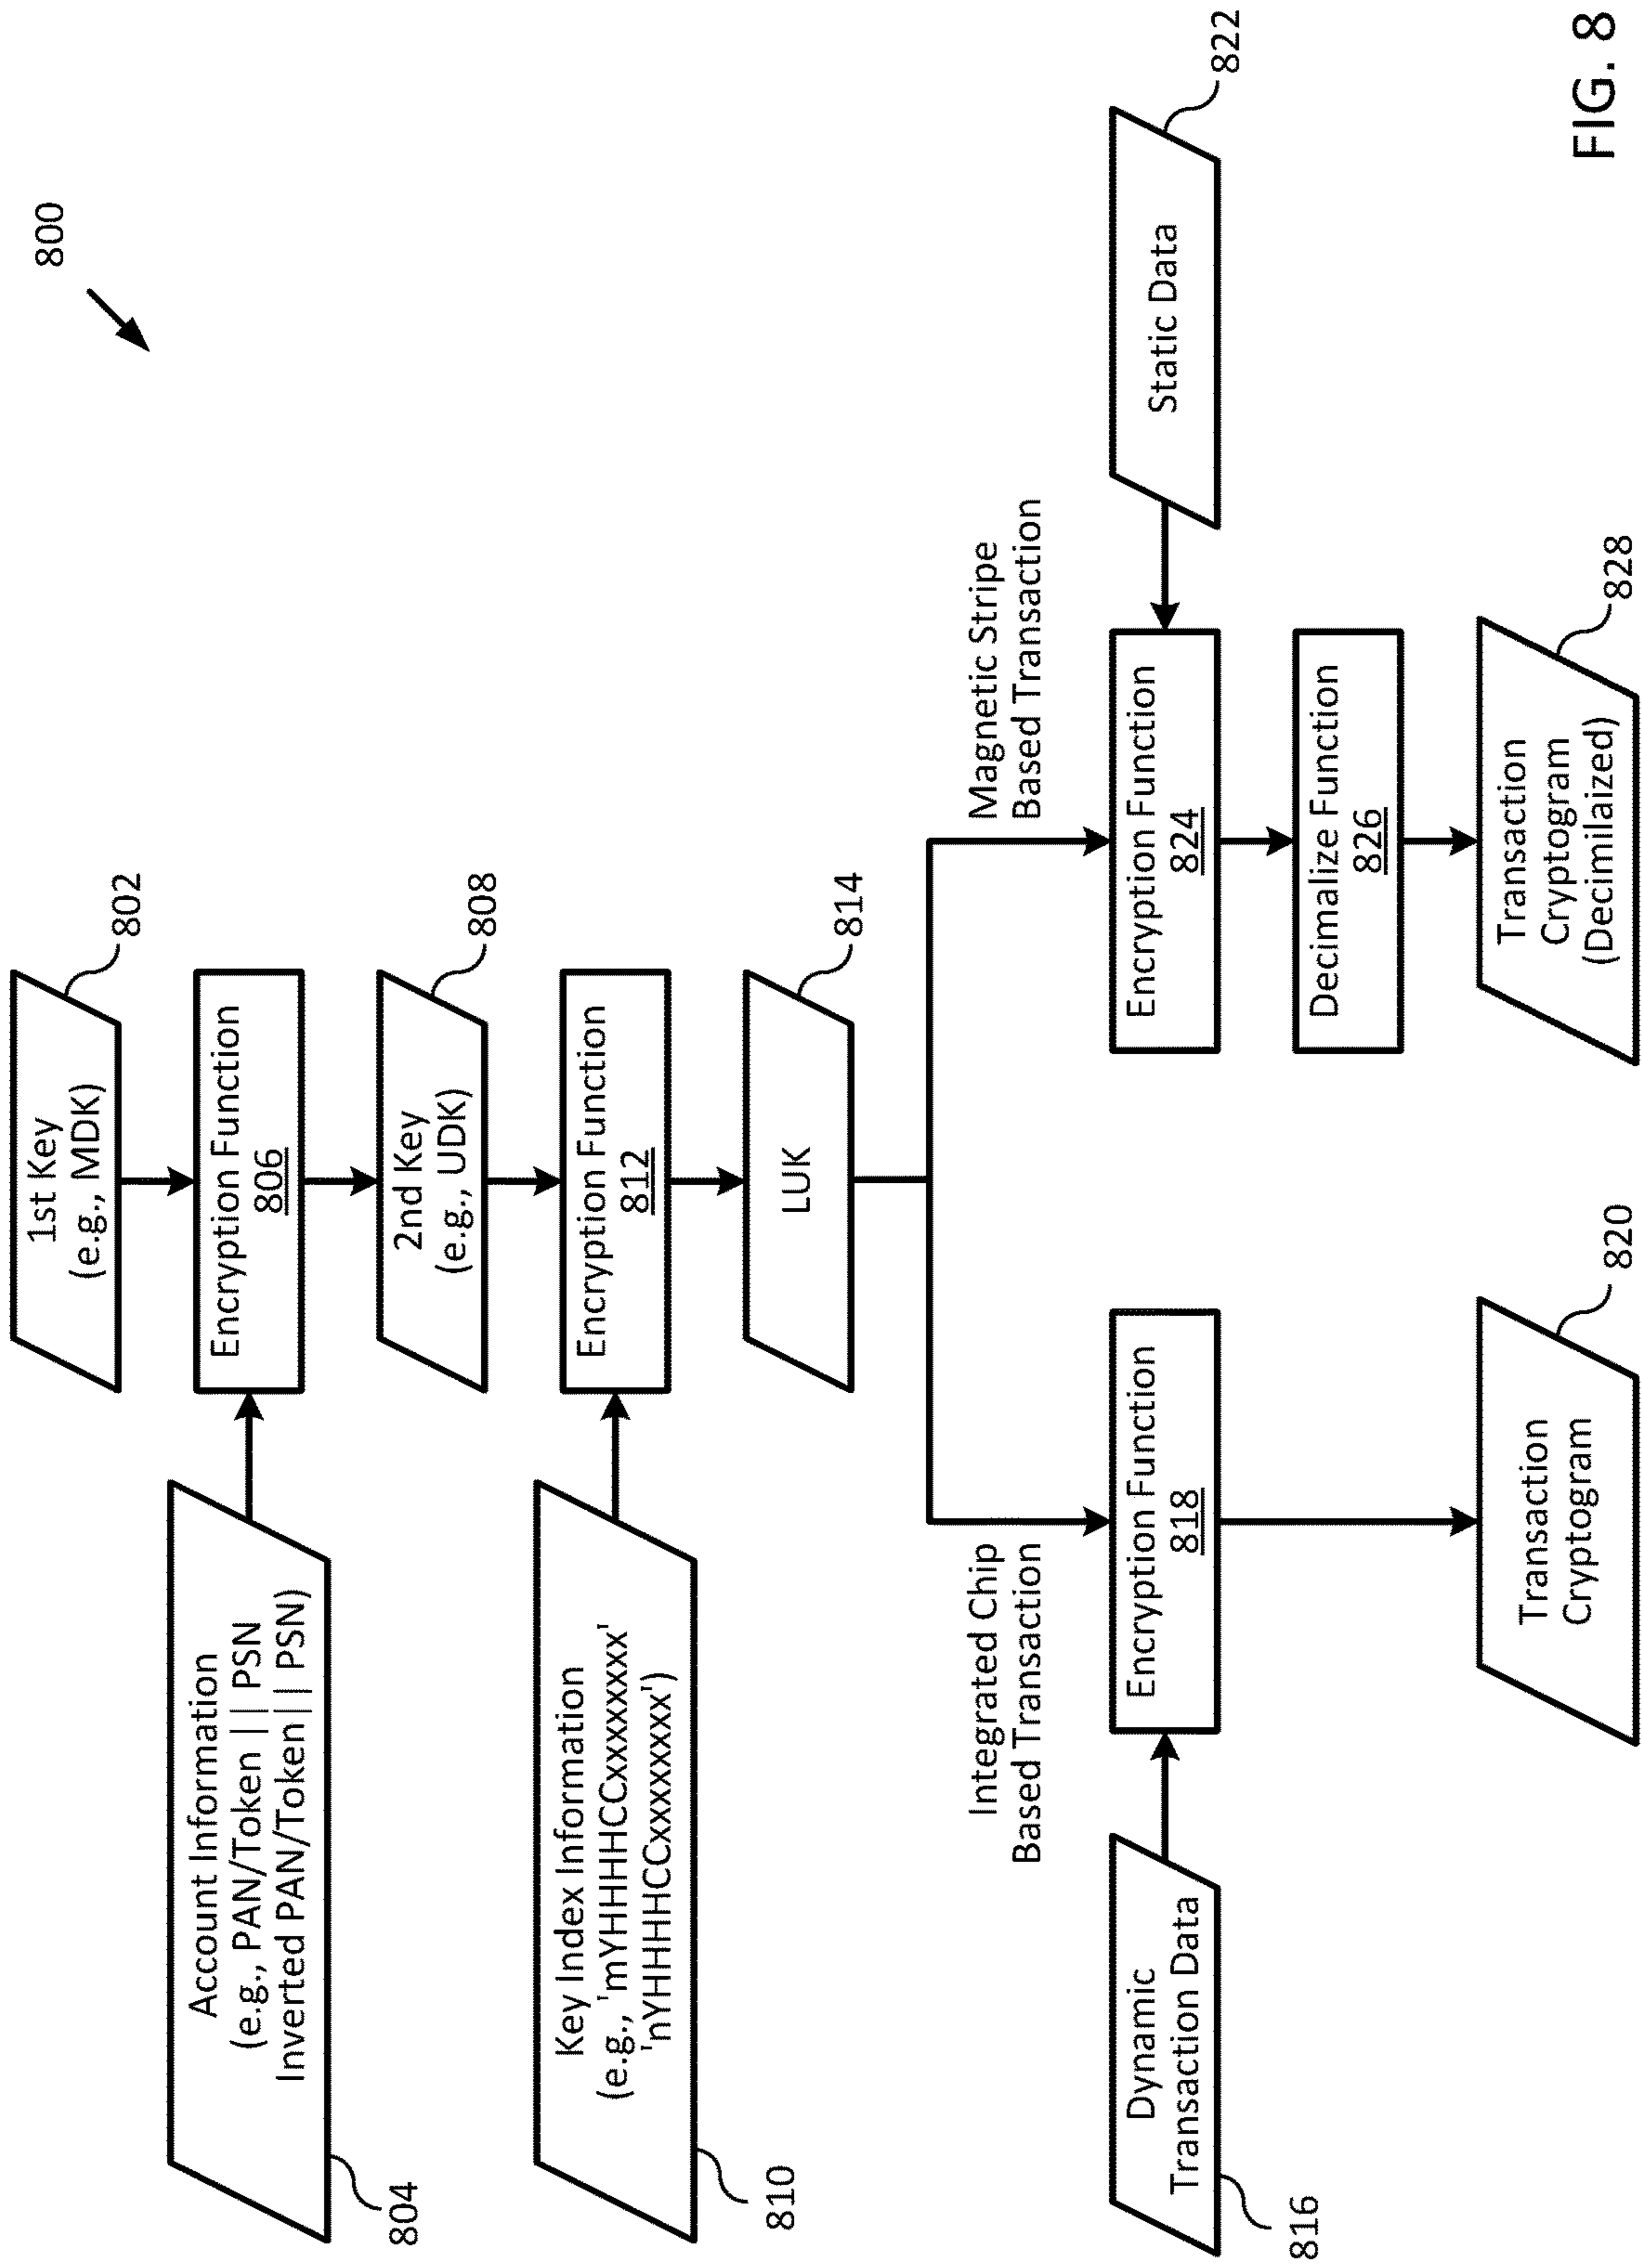 800
1st Key
(e.g., MDK)
802
Account Information
(e.g., PAN/Token || PSN
Inverted PAN/Token || PSN)
804
Encryption Function
806
2nd Key
(e.g., UDK)
808
Key Index Information
(e.g., 'mYHHHHCCxxxxxxxx'
'nYHHHHCCxxxxxxxx')
810
Encryption Function
812
LUK
814
Integrated Chip
Based Transaction
Magnetic Stripe
Based Transaction
Dynamic
Transaction Data
816
Encryption Function
818
Encryption Function
824
Static Data
822
Decimalize Function
826
Transaction
Cryptogram
820
Transaction
Cryptogram
(Decimilaized)
828
FIG. 8